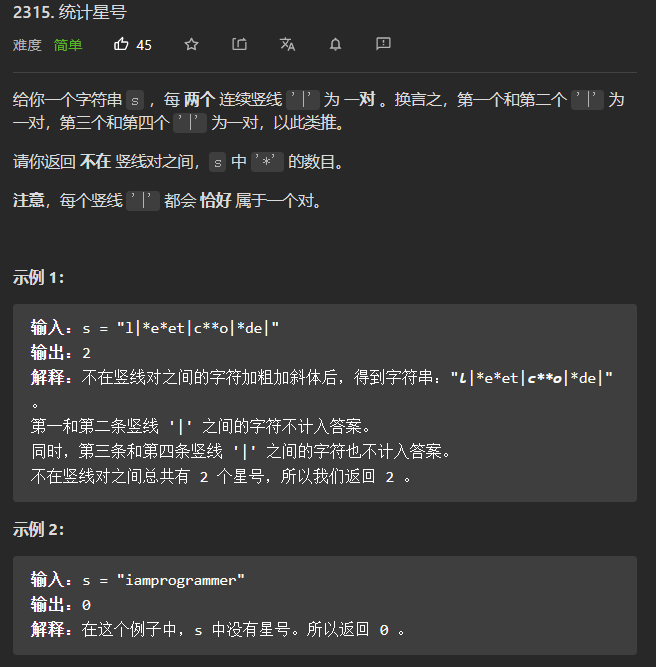 2315. 统计星号
难度 简单 45
给你一个字符串 s ，每 两个 连续竖线 '|' 为 一对 。换言之，第一个和第二个 '|' 为
一对，第三个和第四个 '|' 为一对，以此类推。
请你返回 不在 竖线对之间，s 中 '*' 的数目。
注意，每个竖线 '|' 都会 恰好 属于一个对。
示例 1：
输入：s = "l|*e*et|c**o|*de|"
输出：2
解释：不在竖线对之间的字符加粗加斜体后，得到字符串："l|*e*et|c**o|*de|"
。
第一和第二条竖线 '|' 之间的字符不计入答案。
同时，第三条和第四条竖线 '|' 之间的字符也不计入答案。
不在竖线对之间总共有 2 个星号，所以我们返回 2 。
示例 2：
输入：s = "iamprogrammer"
输出：0
解释：在这个例子中，s 中没有星号。所以返回 0 。